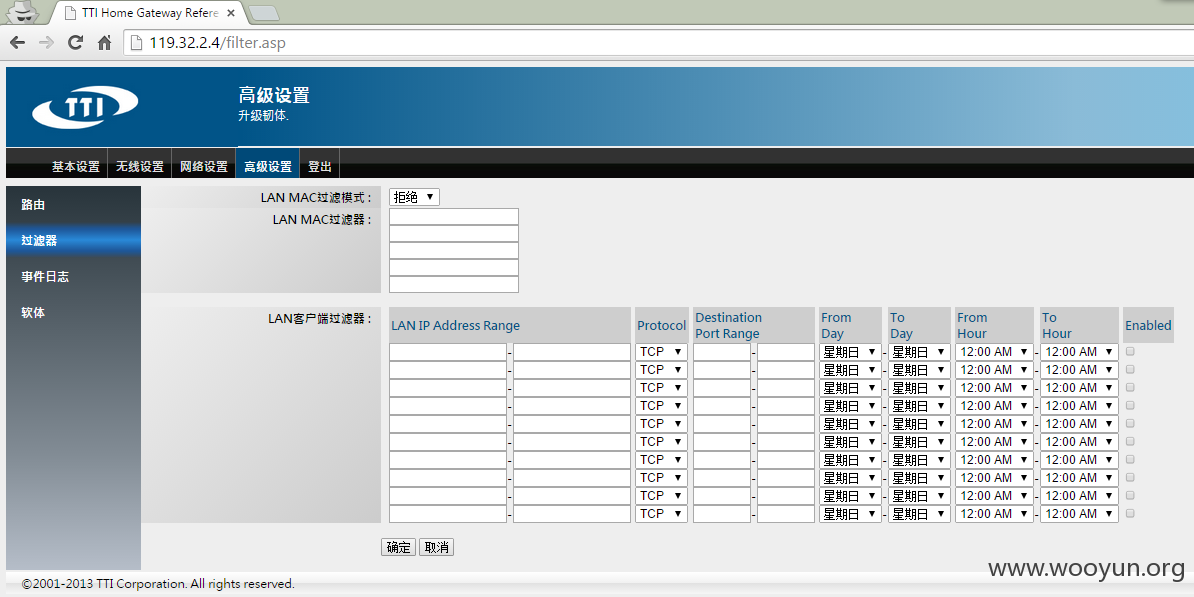 TTI Home Gateway Refere
119.32.2.4/filter.asp
TTI
高级设置
升级韧体.
基本设置 无线设置 网络设置 高级设置 登出
路由
过滤器
事件日志
软体
LAN MAC过滤模式 : 拒绝
LAN MAC过滤器 :
LAN客户端过滤器 :
LAN IP Address Range Protocol Destination Port Range From Day To Day From Hour To Hour Enabled
- TCP - 星期日 - 星期日 12:00 AM - 12:00 AM
- TCP - 星期日 - 星期日 12:00 AM - 12:00 AM
- TCP - 星期日 - 星期日 12:00 AM - 12:00 AM
- TCP - 星期日 - 星期日 12:00 AM - 12:00 AM
- TCP - 星期日 - 星期日 12:00 AM - 12:00 AM
- TCP - 星期日 - 星期日 12:00 AM - 12:00 AM
- TCP - 星期日 - 星期日 12:00 AM - 12:00 AM
- TCP - 星期日 - 星期日 12:00 AM - 12:00 AM
- TCP - 星期日 - 星期日 12:00 AM - 12:00 AM
- TCP - 星期日 - 星期日 12:00 AM - 12:00 AM
确定 取消
©2001-2013 TTI Corporation. All rights reserved.
www.wooyun.org